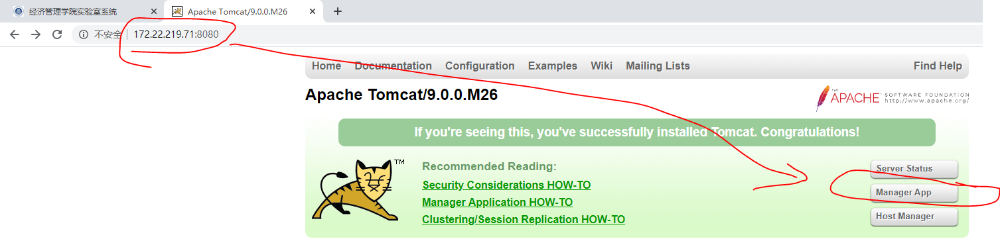 经济管理学院实验室系统
Apache Tomcat/9.0.0.M26
不安全 172.22.219.71:8080
Home Documentation Configuration Examples Wiki Mailing Lists Find Help
Apache Tomcat/9.0.0.M26
THE APACHE SOFTWARE FOUNDATION
http://www.apache.org/
If you're seeing this, you've successfully installed Tomcat. Congratulations!
TM
Recommended Reading:
Security Considerations HOW-TO
Manager Application HOW-TO
Clustering/Session Replication HOW-TO
Server Status
Manager App
Host Manager